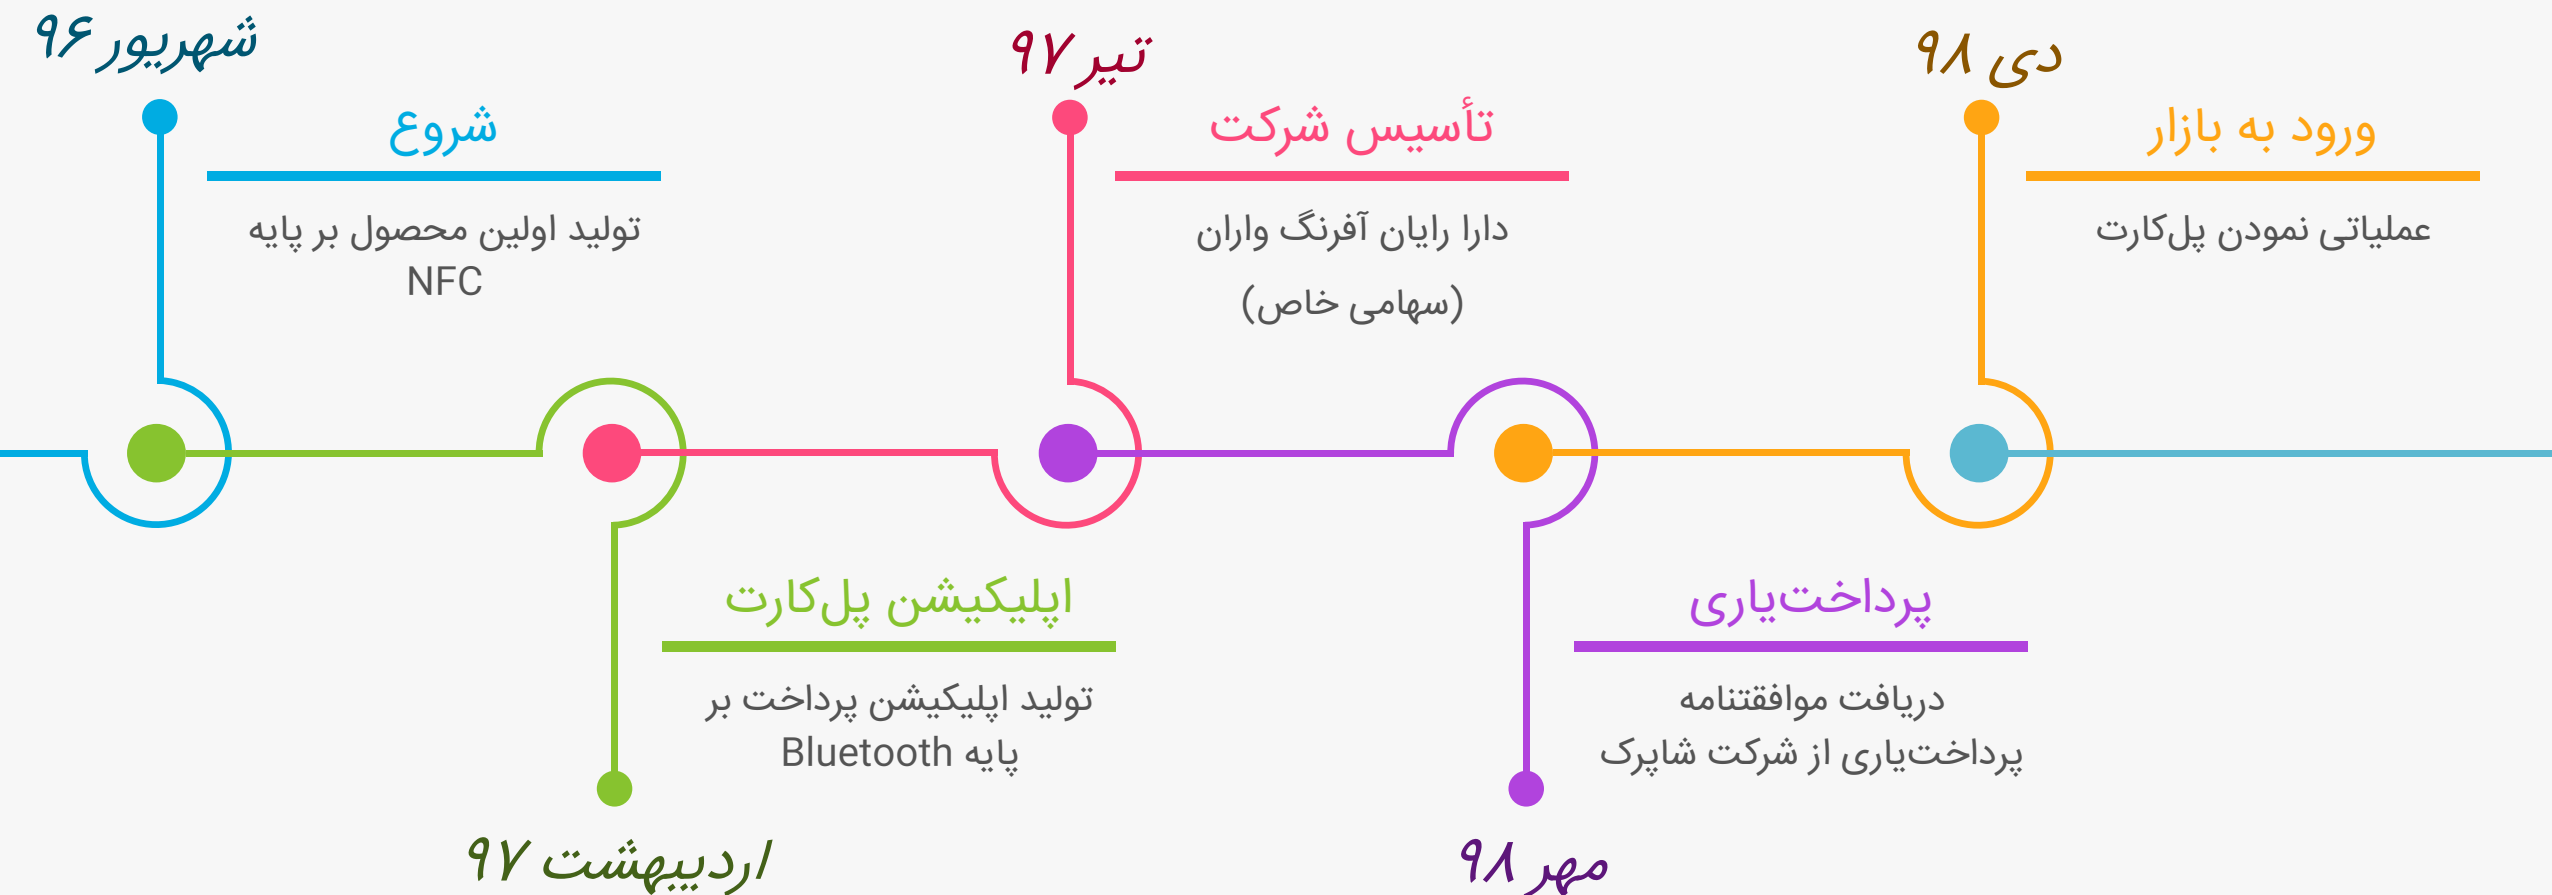 شهریور ۹۶
شروع
تولید اولین محصول بر پایه
NFC
اردیبهشت ۹۷
اپلیکیشن پل‌کارت
تولید اپلیکیشن پرداخت بر
پایه Bluetooth
تیر ۹۷
تأسیس شرکت
دارا رایان آفرنگ واران
(سهامی خاص)
مهر ۹۸
پرداخت‌یاری
دریافت موافقتنامه
پرداخت‌یاری از شرکت شاپرک
دی ۹۸
ورود به بازار
عملیاتی نمودن پل‌کارت